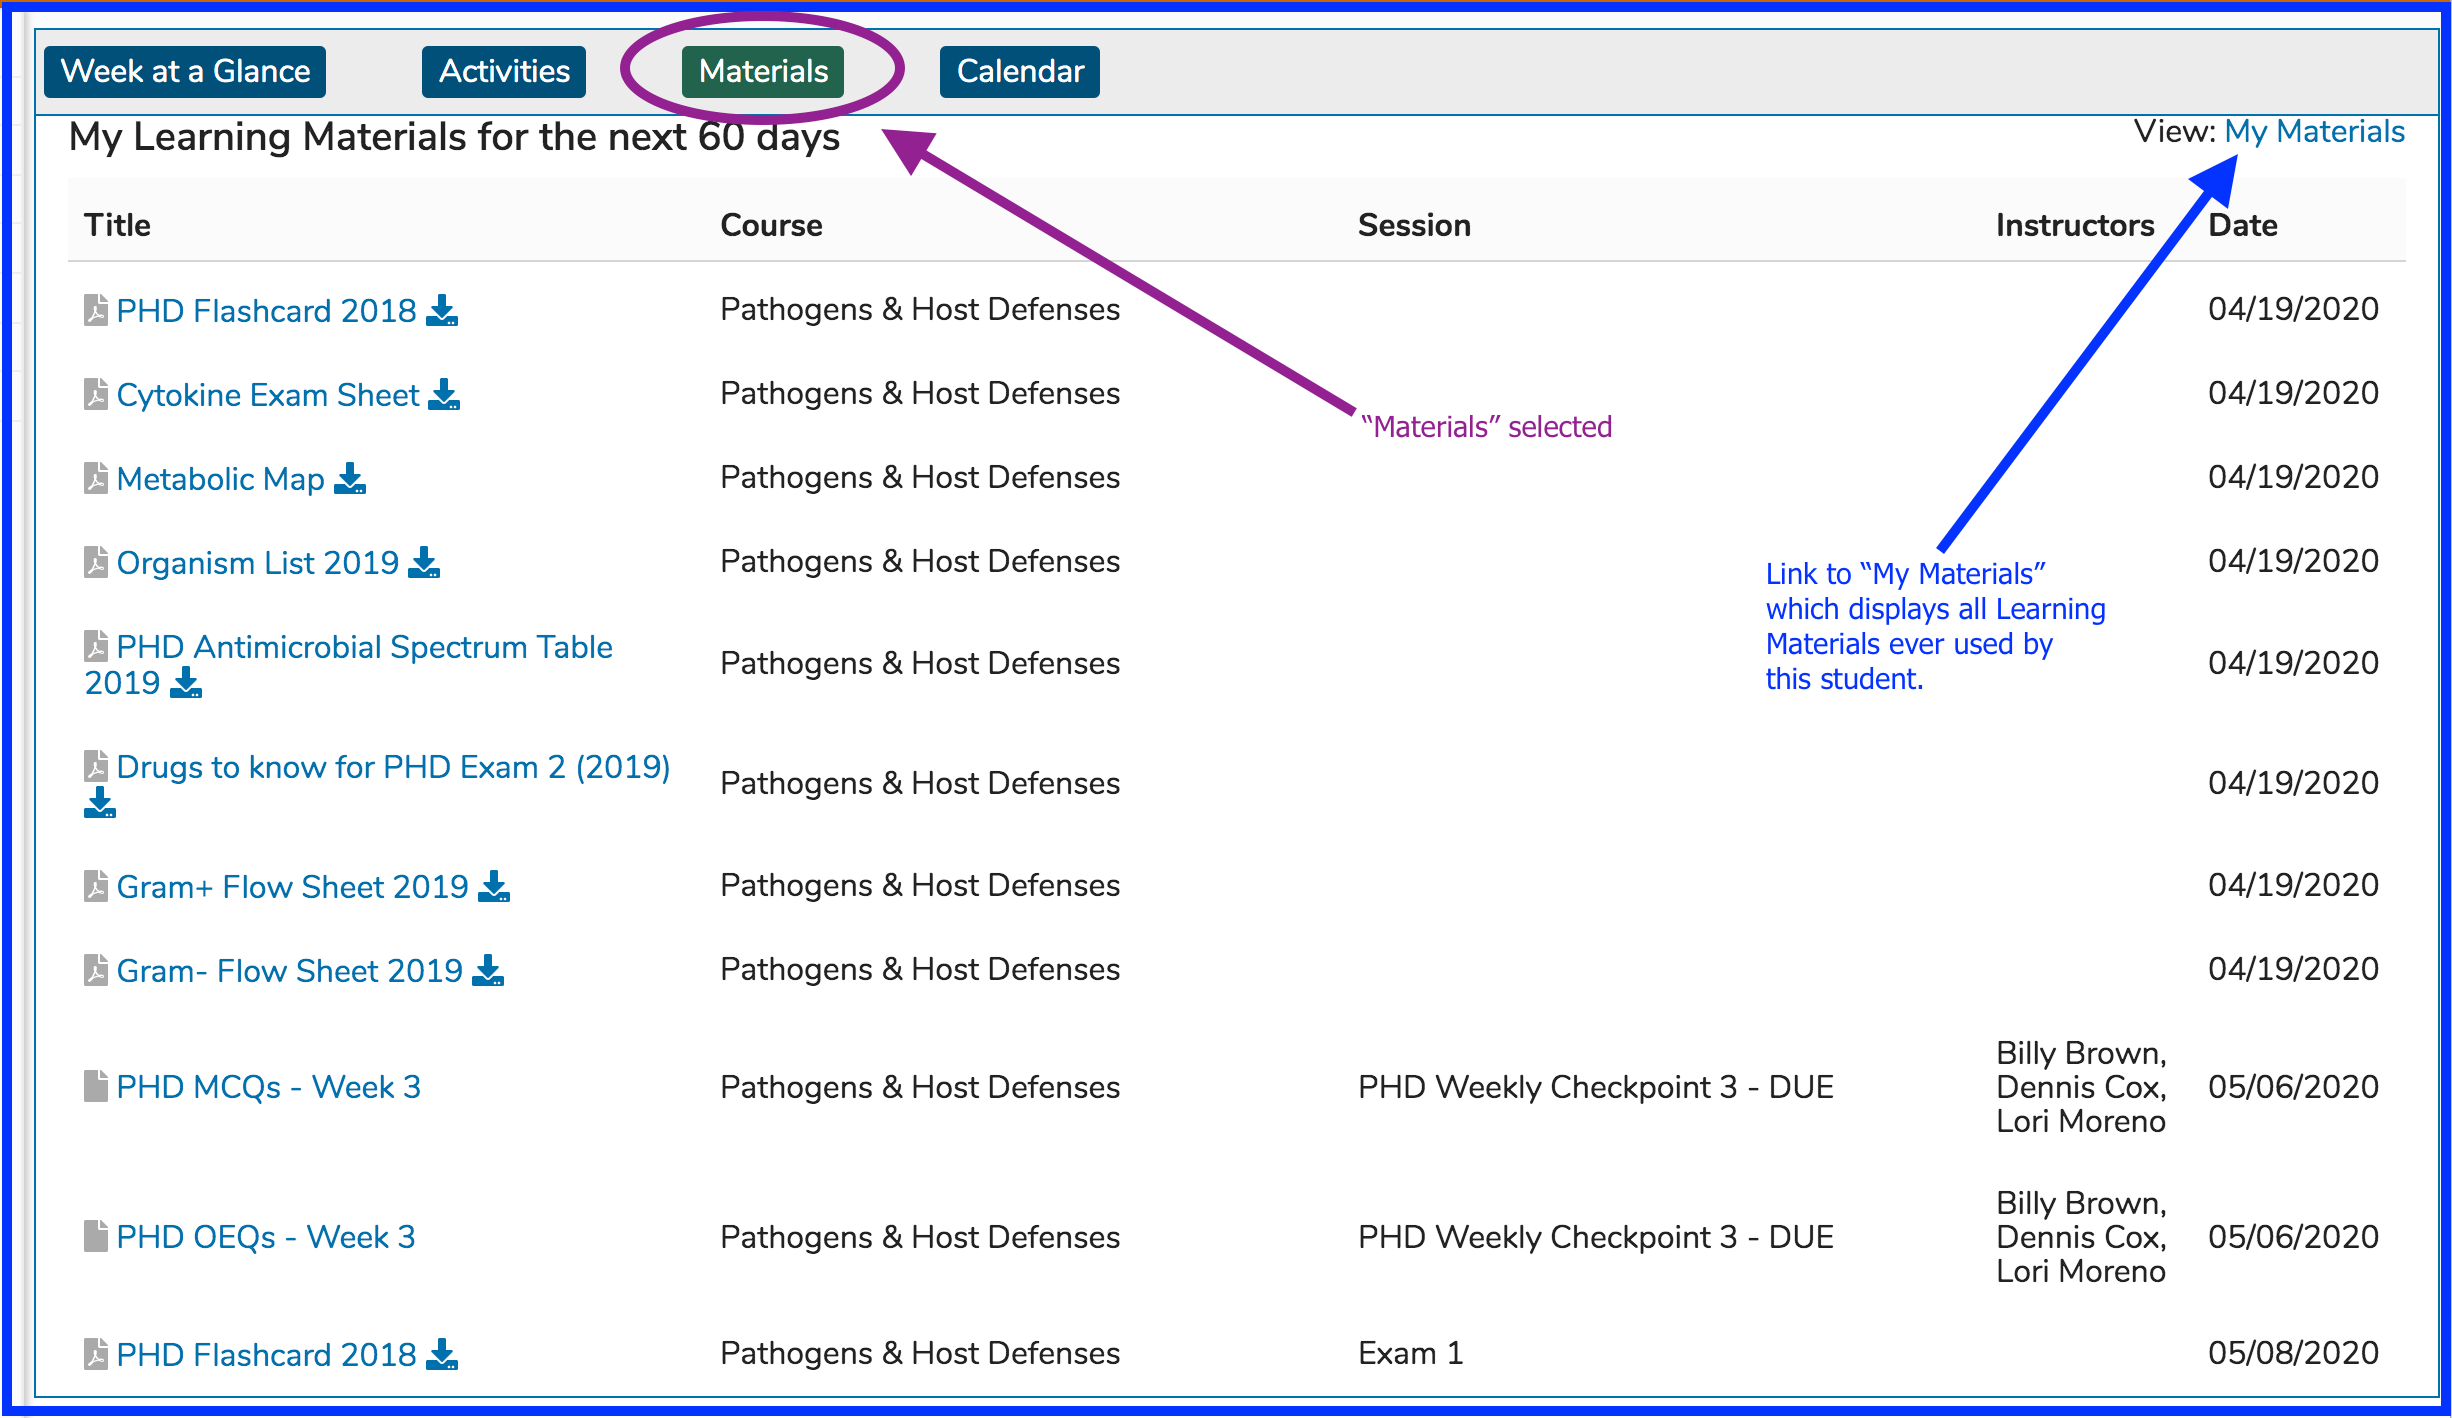 Week at a Glance Activities Materials Calendar
My Learning Materials for the next 60 days View: My Materials
Title Course Session Instructors Date
PHD Flashcard 2018 Pathogens & Host Defenses 04/19/2020
Cytokine Exam Sheet Pathogens & Host Defenses 04/19/2020
“Materials” selected
Metabolic Map Pathogens & Host Defenses 04/19/2020
Organism List 2019 Pathogens & Host Defenses 04/19/2020
Link to “My Materials”
which displays all Learning
Materials ever used by
this student.
PHD Antimicrobial Spectrum Table
2019 Pathogens & Host Defenses 04/19/2020
Drugs to know for PHD Exam 2 (2019) Pathogens & Host Defenses 04/19/2020
Gram+ Flow Sheet 2019 Pathogens & Host Defenses 04/19/2020
Gram- Flow Sheet 2019 Pathogens & Host Defenses 04/19/2020
PHD MCQs - Week 3 Pathogens & Host Defenses PHD Weekly Checkpoint 3 - DUE Billy Brown,
Dennis Cox,
Lori Moreno 05/06/2020
PHD OEQs - Week 3 Pathogens & Host Defenses PHD Weekly Checkpoint 3 - DUE Billy Brown,
Dennis Cox,
Lori Moreno 05/06/2020
PHD Flashcard 2018 Pathogens & Host Defenses Exam 1 05/08/2020